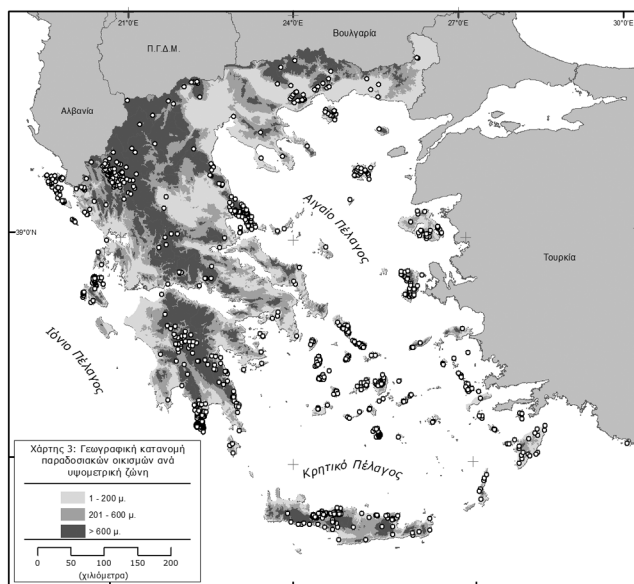 21°0'E
24°0'E
27°0'E
30°0'E
Βουλγαρία
Π.Γ.Δ.Μ.
Αλβανία
Αιγαίο Πέλαγος
39°0'N
Τουρκία
Ιόνιο Πέλαγος
Κρητικό Πέλαγος
Χάρτης 3: Γεωγραφική κατανομή
παραδοσιακών οικισμών ανά
υψομετρική ζώνη
1 - 200 μ.
201 - 600 μ.
> 600 μ.
0 50 100 150 200
(χιλιόμετρα)